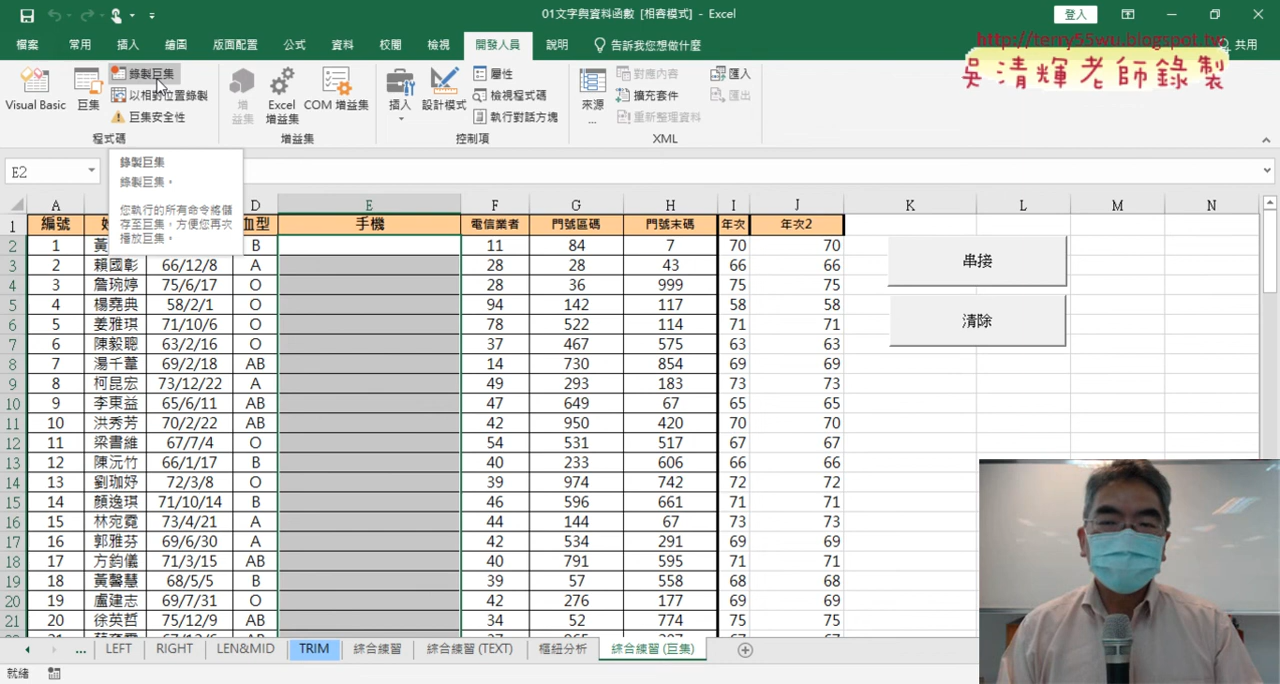 01文字與資料函數 [相容模式] - Excel
登入
檔案 常用 插入 繪圖 版面配置 公式 資料 校閱 檢視 開發人員 說明 告訴我您想做什麼 共用
http://terry55wu.blogspot.tw
吳清輝老師錄製
Visual Basic 巨集 錄製巨集 以相對位置錄製 巨集安全性 程式碼
增益集 Excel 增益集 COM 增益集 增益集
插入 設計模式 屬性 檢視程式碼 執行對話方塊 控制項
來源 對應內容 擴充套件 重新整理資料 匯入 匯出 XML
E2
錄製巨集
錄製巨集。
您執行的所有命令將儲
存至巨集，方便您再次
播放巨集。
A D E F G H I J K L M N
1 編號 血型 手機 電信業者 門號區碼 門號末碼 年次 年次2
2 1 黃 B 11 84 7 70 70
3 2 賴國彰 66/12/8 A 28 28 43 66 66
4 3 詹琬婷 75/6/17 O 28 36 999 75 75
5 4 楊堯典 58/2/1 O 94 142 117 58 58
6 5 姜雅琪 71/10/6 O 78 522 114 71 71
7 6 陳毅聰 63/2/16 O 37 467 575 63 63
8 7 湯千葦 69/2/18 AB 14 730 854 69 69
9 8 柯昆宏 73/12/22 A 49 293 183 73 73
10 9 李東益 65/6/11 AB 47 649 67 65 65
11 10 洪秀芳 70/2/22 AB 42 950 420 70 70
12 11 梁書維 67/7/4 O 54 531 517 67 67
13 12 陳沅竹 66/1/17 B 40 233 606 66 66
14 13 劉珈妤 72/3/8 O 39 974 742 72 72
15 14 顏逸琪 71/10/14 B 46 596 661 71 71
16 15 林宛霓 73/4/21 A 44 144 67 73 73
17 16 郭雅芬 69/6/30 A 42 534 291 69 69
18 17 方鈞儀 71/3/15 AB 40 791 595 71 71
19 18 黃馨慧 68/5/5 B 39 57 558 68 68
20 19 盧建志 69/7/31 O 42 276 177 69 69
21 20 徐英哲 75/12/9 AB 34 52 774 75 75
串接
清除
... LEFT RIGHT LEN&MID TRIM 綜合練習 綜合練習 (TEXT) 樞紐分析 綜合練習 (巨集)
就緒